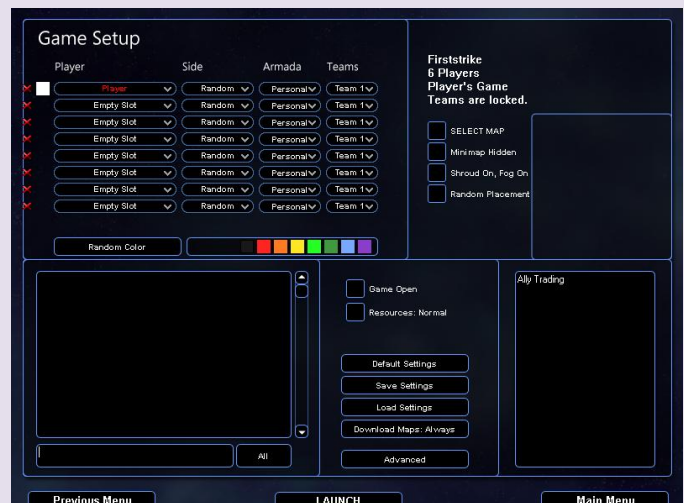 Game Setup
Player Side Armada Teams
Player Random Personal Team 1
Empty Slot Random Personal Team 1
Empty Slot Random Personal Team 1
Empty Slot Random Personal Team 1
Empty Slot Random Personal Team 1
Empty Slot Random Personal Team 1
Empty Slot Random Personal Team 1
Empty Slot Random Personal Team 1
Random Color
Firststrike
6 Players
Player's Game
Teams are locked.
SELECT MAP
Minimap Hidden
Shroud On, Fog On
Random Placement
All
Game Open
Resources: Normal
Default Settings
Save Settings
Load Settings
Download Maps: Always
Advanced
Ally Trading
Previous Menu LAUNCH Main Menu